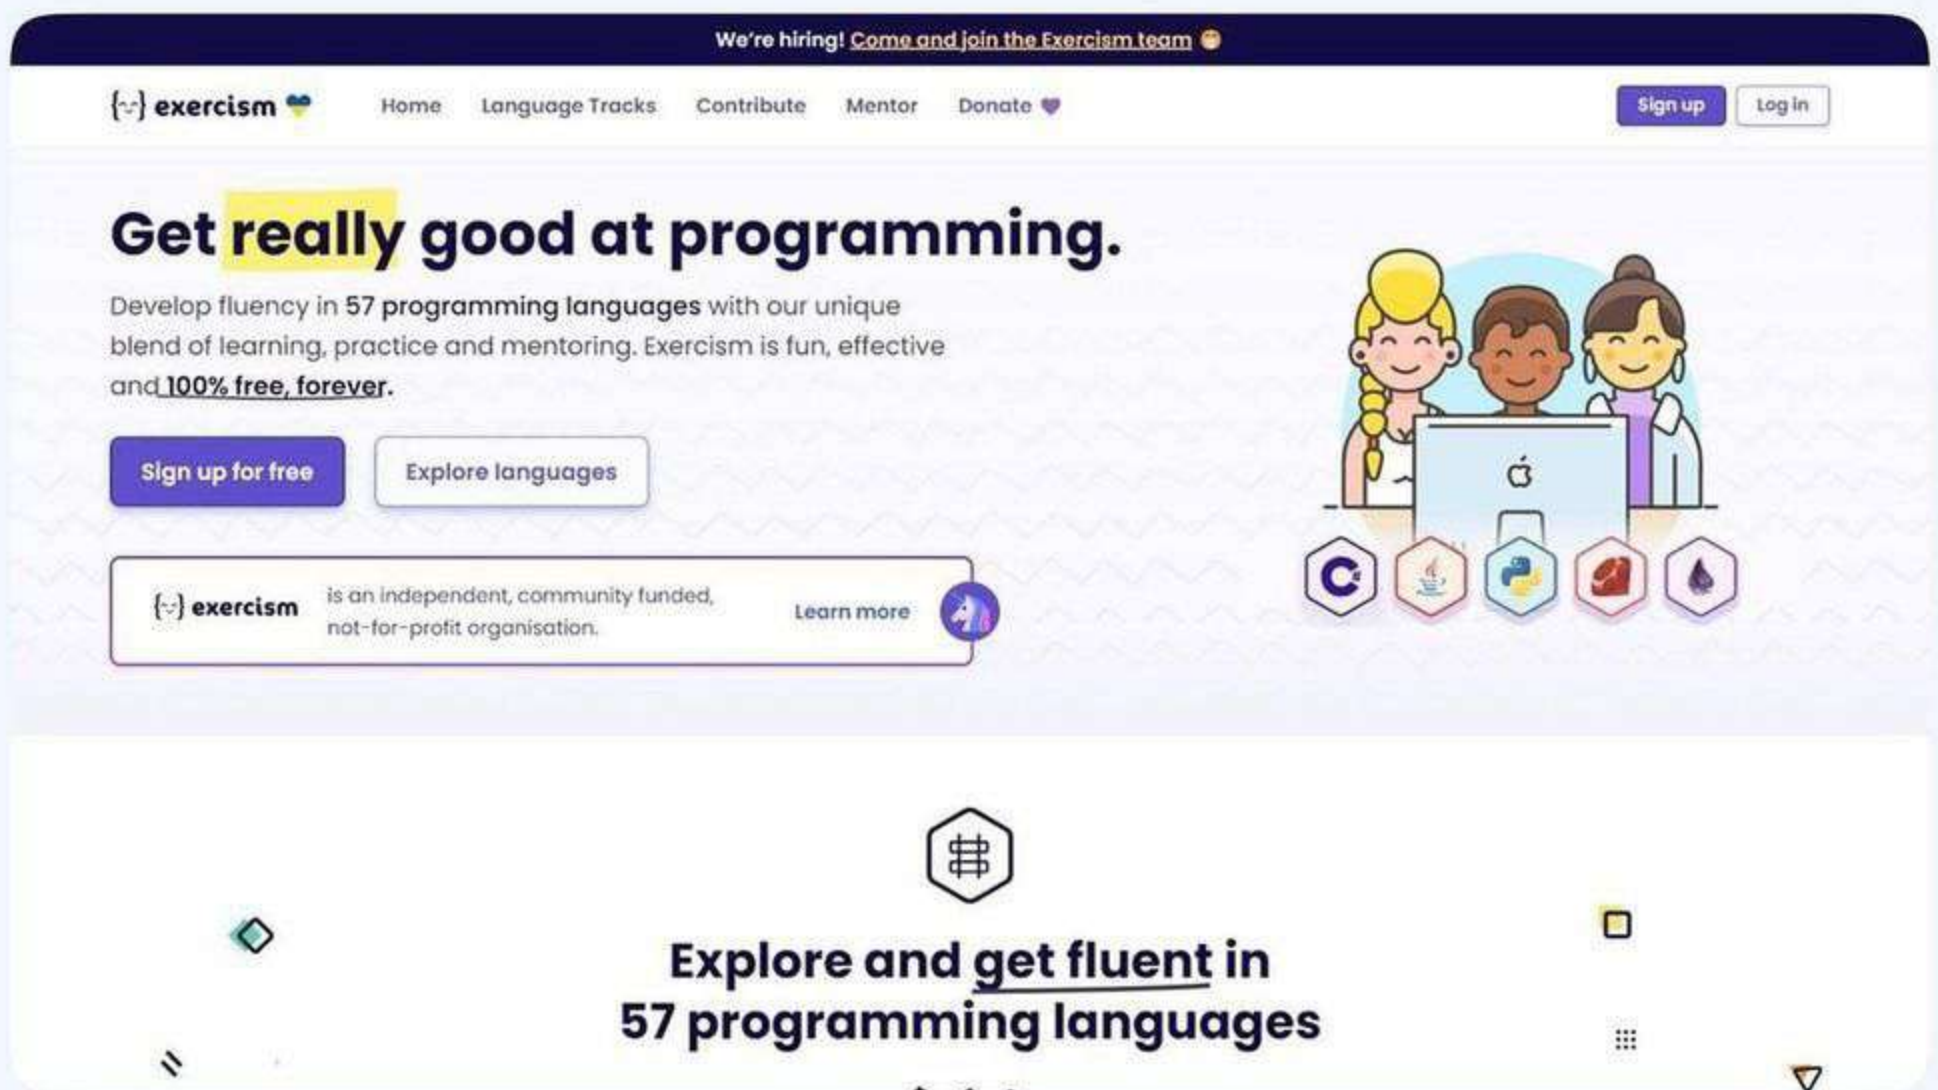 We're hiring! Come and join the Exercism team
{~} exercism
Home
Language Tracks
Contribute
Mentor
Donate
Sign up
Log in
Get really good at programming.
Develop fluency in 57 programming languages with our unique
blend of learning, practice and mentoring. Exercism is fun, effective
and 100% free, forever.
Sign up for free
Explore languages
{~} exercism
is an independent, community funded,
not-for-profit organisation.
Learn more
C#
Explore and get fluent in
57 programming languages